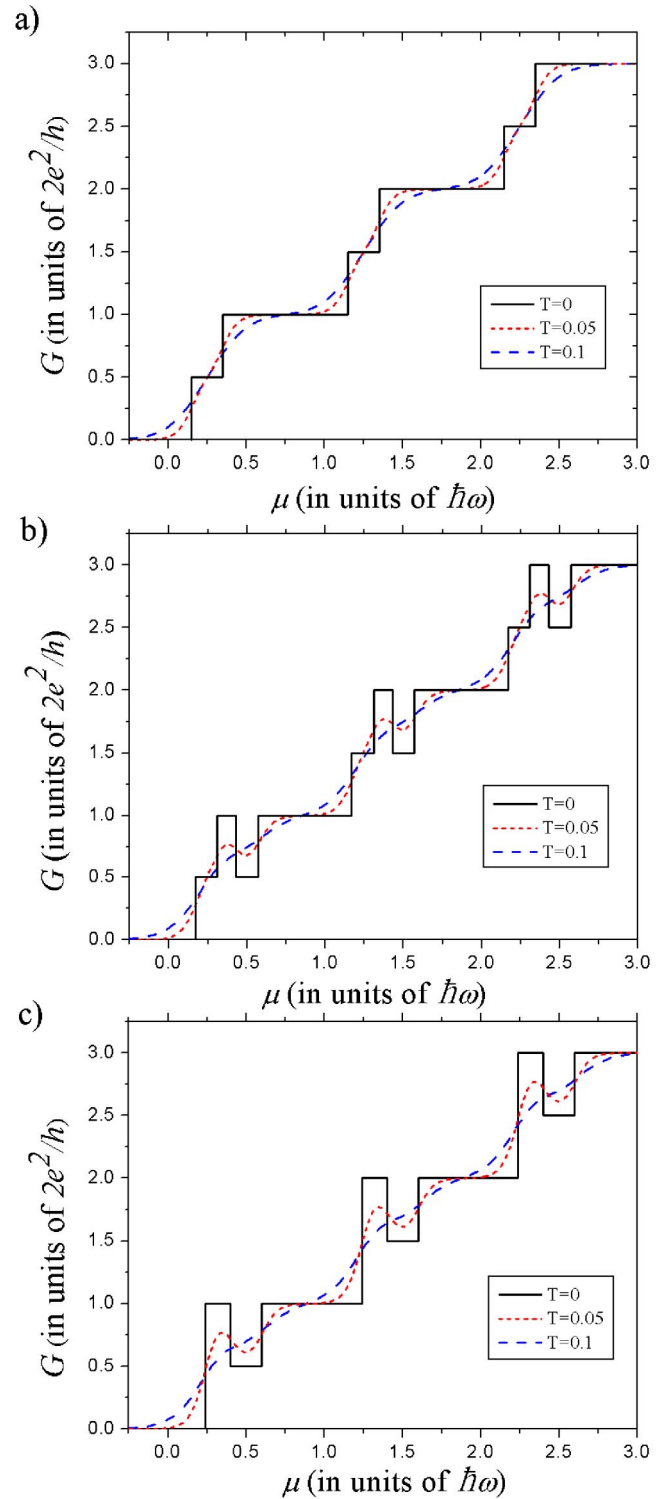 a)
3.0
2.5
2.0
1.5
1.0
0.5
0.0
G (in units of 2e²/h)
T=0
T=0.05
T=0.1
0.0 0.5 1.0 1.5 2.0 2.5 3.0
μ (in units of ħω)
b)
3.0
2.5
2.0
1.5
1.0
0.5
0.0
G (in units of 2e²/h)
T=0
T=0.05
T=0.1
0.0 0.5 1.0 1.5 2.0 2.5 3.0
μ (in units of ħω)
c)
3.0
2.5
2.0
1.5
1.0
0.5
0.0
G (in units of 2e²/h)
T=0
T=0.05
T=0.1
0.0 0.5 1.0 1.5 2.0 2.5 3.0
μ (in units of ħω)